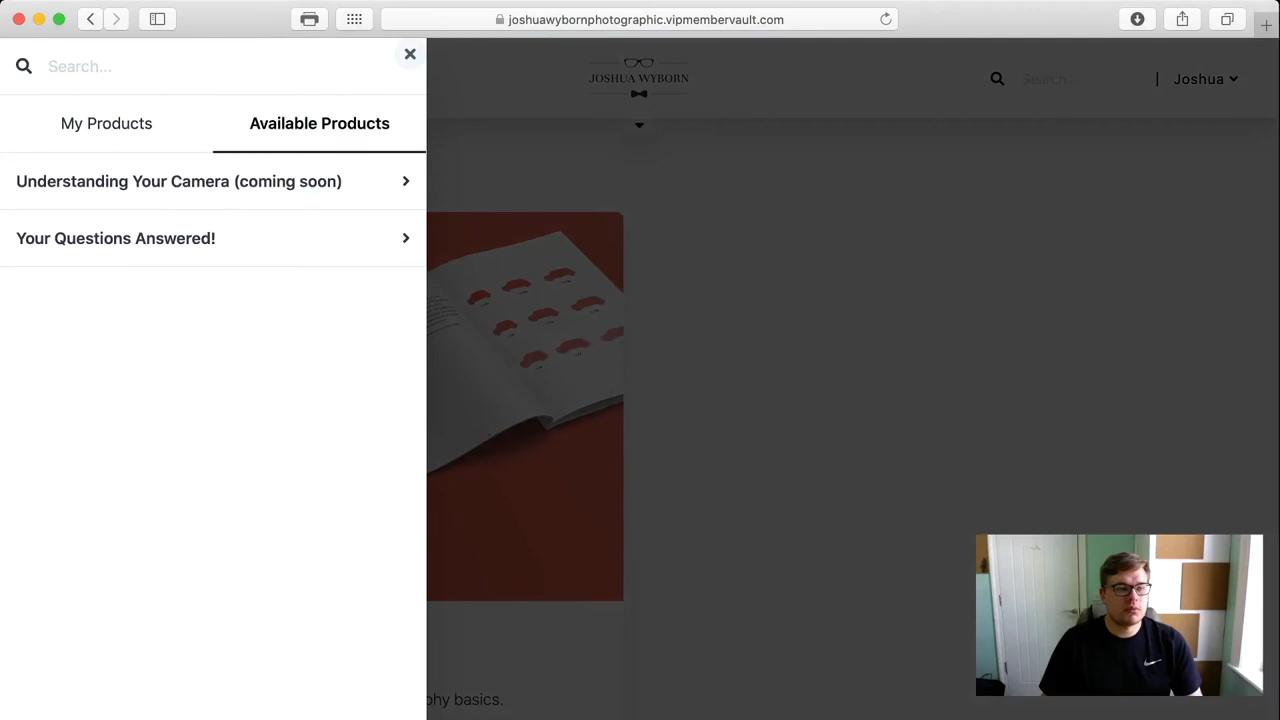 joshuawybornphotographic.vipmembervault.com
Search...
JOSHUA WYBORN
Search...
| Joshua
My Products
Available Products
Understanding Your Camera (coming soon)
Your Questions Answered!
phy basics.